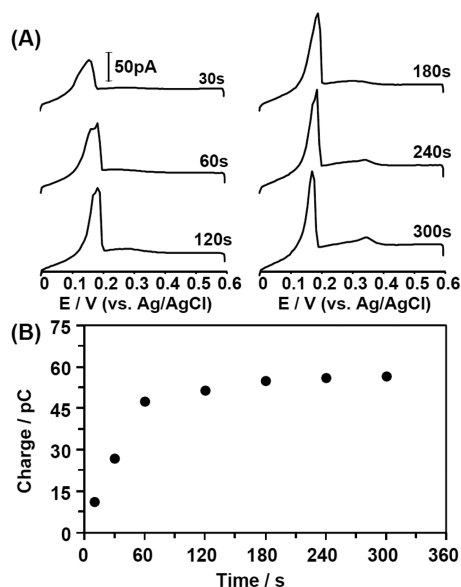 (A)
50pA
30s
60s
120s
0 0.1 0.2 0.3 0.4 0.5 0.6
E / V (vs. Ag/AgCl)
180s
240s
300s
0 0.1 0.2 0.3 0.4 0.5 0.6
E / V (vs. Ag/AgCl)
(B)
75
60
45
30
15
0
Charge / pC
0 60 120 180 240 300 360
Time / s